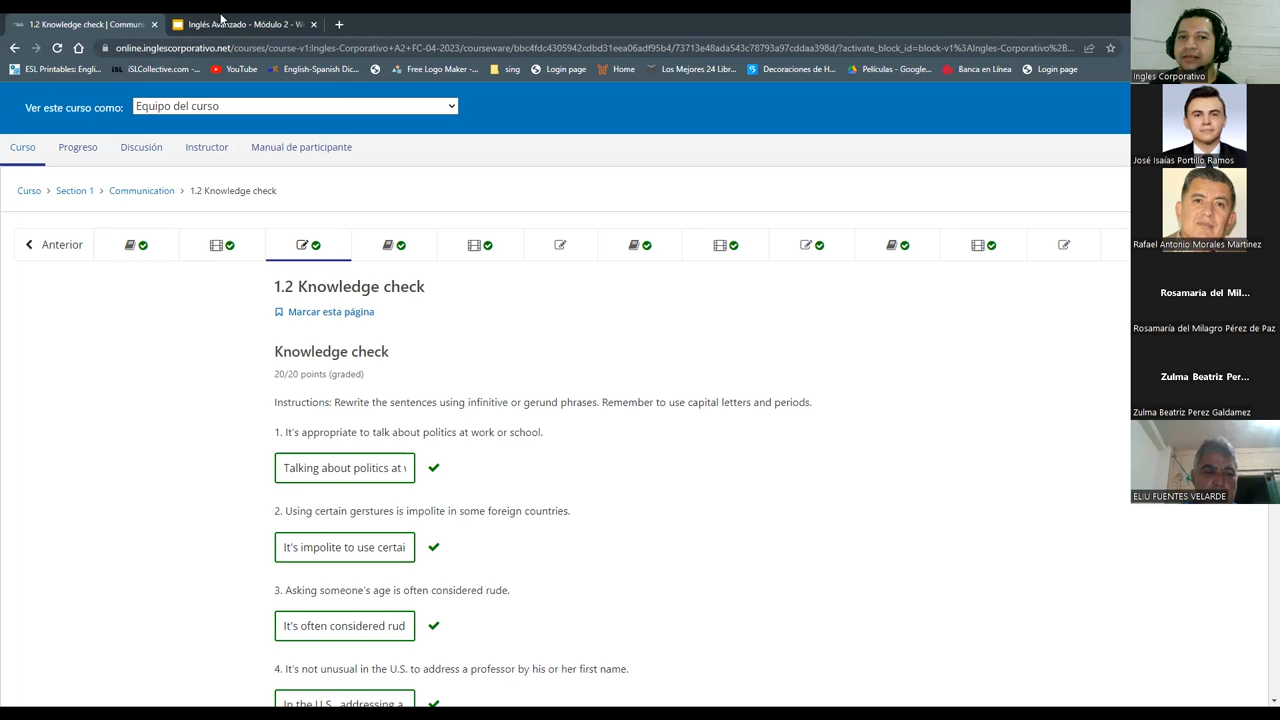 1.2 Knowledge check | Communi
Inglés Avanzado - Módulo 2 - W
online.inglescorporativo.net/courses/course-v1:Ingles-Corporativo+A2+FC-04-2023/courseware/bbc4fdc4305942cdbd31eea06adf95b4/73713e48ada543c78793a97cddaa398d/?activate_block_id=block-v1%3AIngles-Corporativo%2B...
ESL Printables: Engli...
iSLCollective.com -...
YouTube
English-Spanish Dic...
Free Logo Maker -...
sing
Login page
Home
Los Mejores 24 Libr...
Decoraciones de H...
Películas - Google...
Banca en Línea
Login page
Ver este curso como:
Equipo del curso
Curso
Progreso
Discusión
Instructor
Manual de participante
Curso > Section 1 > Communication > 1.2 Knowledge check
Anterior
1.2 Knowledge check
Marcar esta página
Knowledge check
20/20 points (graded)
Instructions: Rewrite the sentences using infinitive or gerund phrases. Remember to use capital letters and periods.
1. It's appropriate to talk about politics at work or school.
Talking about politics at
2. Using certain gerstures is impolite in some foreign countries.
It's impolite to use certai
3. Asking someone's age is often considered rude.
It's often considered rud
4. It's not unusual in the U.S. to address a professor by his or her first name.
In the U.S., addressing a
Ingles Corporativo
José Isaías Portillo Ramos
Rafael Antonio Morales Martinez
Rosamaría del Mil...
Rosamaría del Milagro Pérez de Paz
Zulma Beatriz Per...
Zulma Beatriz Perez Galdamez
ELIU FUENTES VELARDE